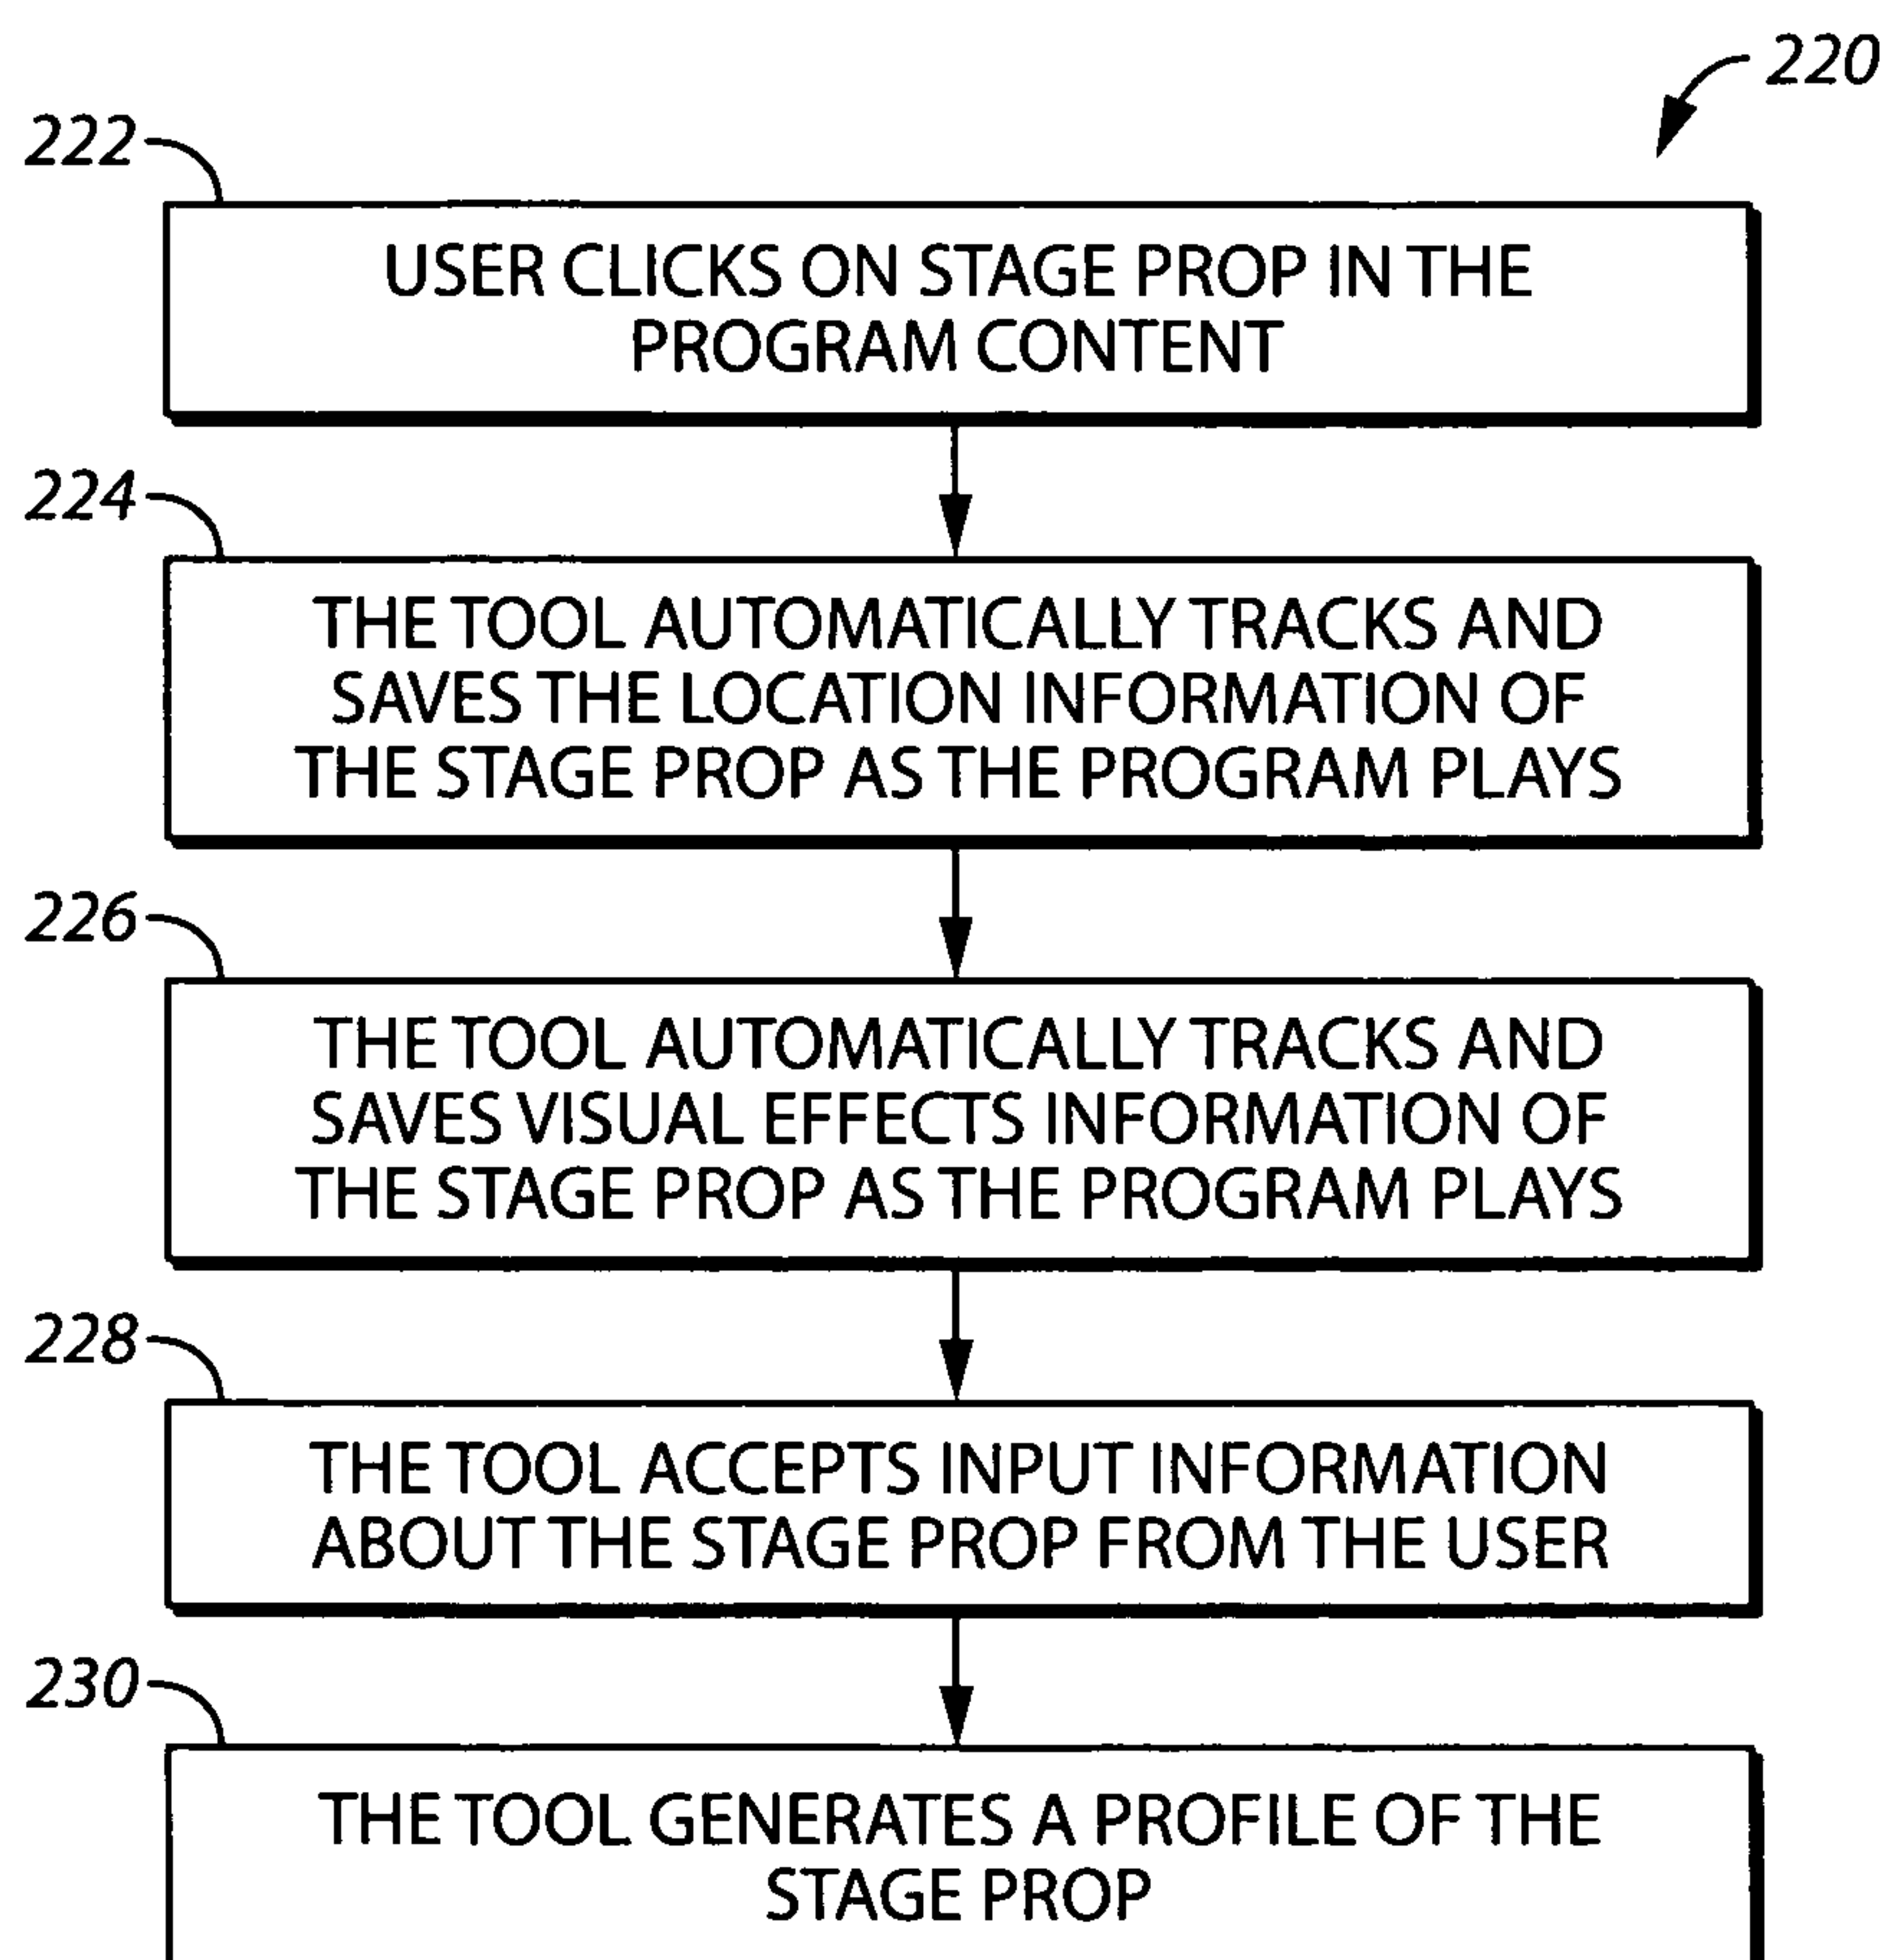 220
222
USER CLICKS ON STAGE PROP IN THE
PROGRAM CONTENT
224
THE TOOL AUTOMATICALLY TRACKS AND
SAVES THE LOCATION INFORMATION OF
THE STAGE PROP AS THE PROGRAM PLAYS
226
THE TOOL AUTOMATICALLY TRACKS AND
SAVES VISUAL EFFECTS INFORMATION OF
THE STAGE PROP AS THE PROGRAM PLAYS
228
THE TOOL ACCEPTS INPUT INFORMATION
ABOUT THE STAGE PROP FROM THE USER
230
THE TOOL GENERATES A PROFILE OF THE
STAGE PROP